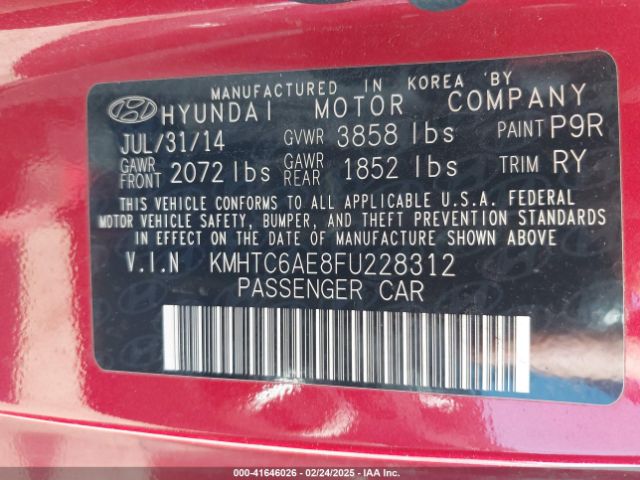 MANUFACTURED IN KOREA BY
HYUNDAI MOTOR COMPANY
JUL/31/14 GVWR 3858 lbs PAINT P9R
GAWR FRONT 2072 lbs GAWR REAR 1852 lbs TRIM RY
THIS VEHICLE CONFORMS TO ALL APPLICABLE U.S.A. FEDERAL
MOTOR VEHICLE SAFETY, BUMPER, AND THEFT PREVENTION STANDARDS
IN EFFECT ON THE DATE OF MANUFACTURE SHOWN ABOVE
V.I.N KMHTC6AE8FU228312
PASSENGER CAR
000-41646026 - 02/24/2025 - IAA Inc.